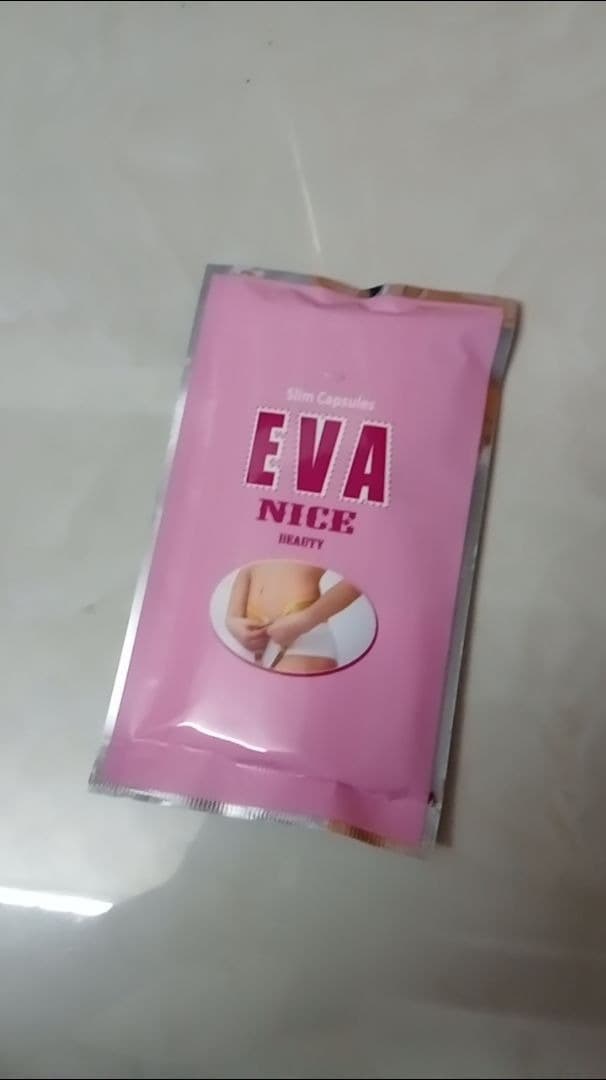 Slim Capsules
EVA
NICE
BEAUTY